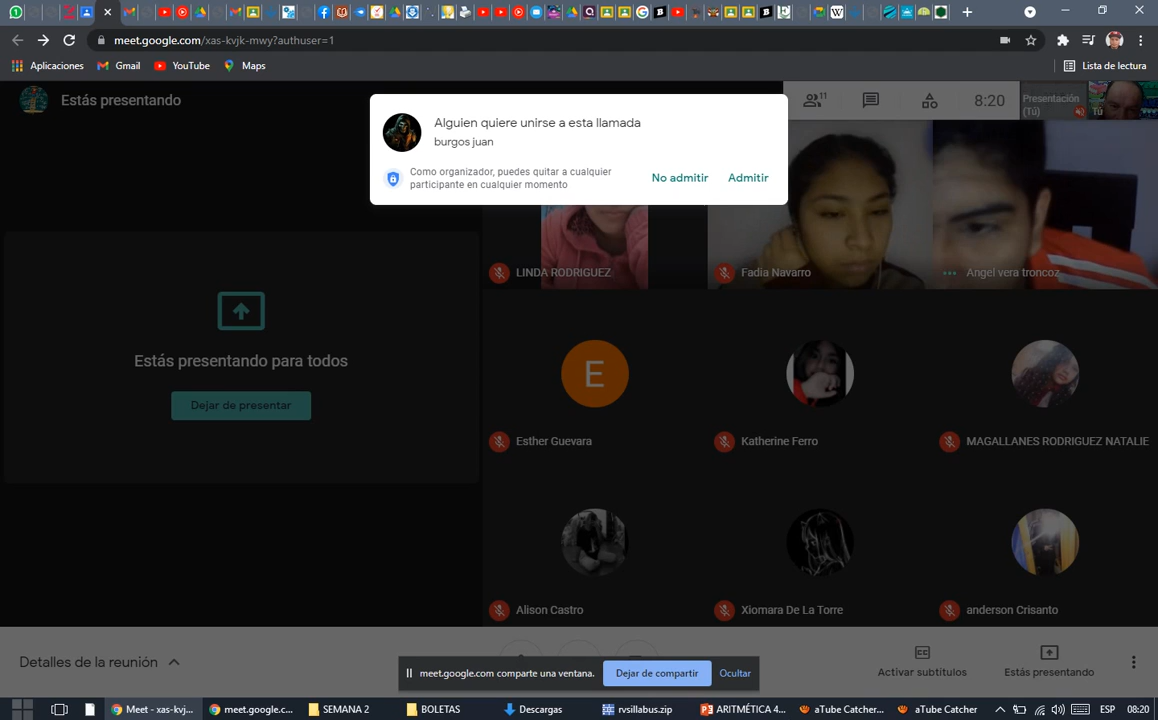 meet.google.com/xas-kvjk-mwy?authuser=1
Aplicaciones
Gmail
YouTube
Maps
Lista de lectura
Estás presentando
Alguien quiere unirse a esta llamada
burgos juan
Como organizador, puedes quitar a cualquier
participante en cualquier momento
No admitir
Admitir
11
8:20
Presentación
(Tú)
Tú
LINDA RODRIGUEZ
Fadia Navarro
Angel vera troncoz
Estás presentando para todos
Dejar de presentar
E
Esther Guevara
Katherine Ferro
MAGALLANES RODRIGUEZ NATALIE
Alison Castro
Xiomara De La Torre
anderson Crisanto
Detalles de la reunión
meet.google.com comparte una ventana.
Dejar de compartir
Ocultar
Activar subtítulos
Estás presentando
Meet - xas-kvj...
meet.google.c...
SEMANA 2
BOLETAS
Descargas
rvsillabus.zip
ARITMÉTICA 4...
aTube Catcher...
aTube Catcher
ESP
08:20